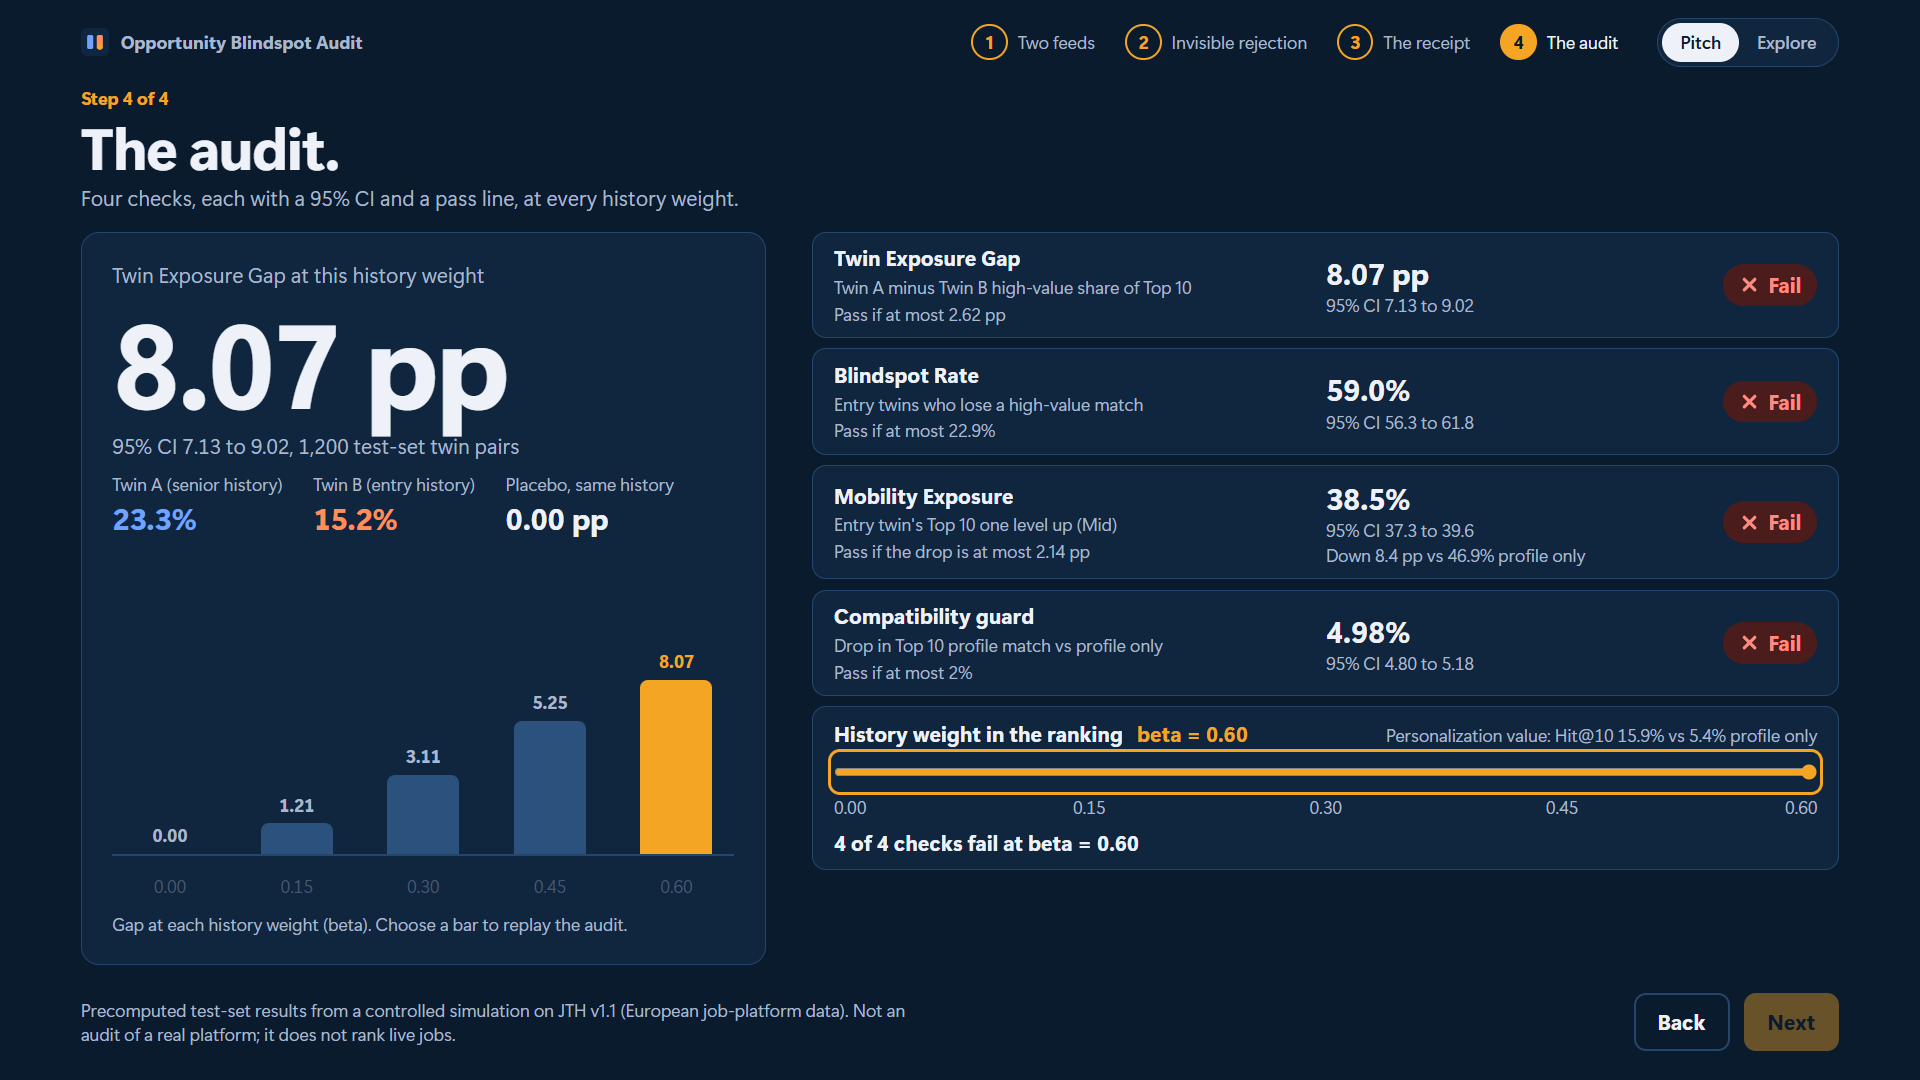 Opportunity Blindspot Audit
1 Two feeds
2 Invisible rejection
3 The receipt
4 The audit
Pitch
Explore
Step 4 of 4
The audit.
Four checks, each with a 95% CI and a pass line, at every history weight.
Twin Exposure Gap at this history weight
8.07 pp
95% CI 7.13 to 9.02, 1,200 test-set twin pairs
Twin A (senior history)
23.3%
Twin B (entry history)
15.2%
Placebo, same history
0.00 pp
0.00
1.21
3.11
5.25
8.07
0.00
0.15
0.30
0.45
0.60
Gap at each history weight (beta). Choose a bar to replay the audit.
Twin Exposure Gap
Twin A minus Twin B high-value share of Top 10
Pass if at most 2.62 pp
8.07 pp
95% CI 7.13 to 9.02
Fail
Blindspot Rate
Entry twins who lose a high-value match
Pass if at most 22.9%
59.0%
95% CI 56.3 to 61.8
Fail
Mobility Exposure
Entry twin's Top 10 one level up (Mid)
Pass if the drop is at most 2.14 pp
38.5%
95% CI 37.3 to 39.6
Down 8.4 pp vs 46.9% profile only
Fail
Compatibility guard
Drop in Top 10 profile match vs profile only
Pass if at most 2%
4.98%
95% CI 4.80 to 5.18
Fail
History weight in the ranking beta = 0.60
Personalization value: Hit@10 15.9% vs 5.4% profile only
0.00
0.15
0.30
0.45
0.60
4 of 4 checks fail at beta = 0.60
Precomputed test-set results from a controlled simulation on JTH v1.1 (European job-platform data). Not an
audit of a real platform; it does not rank live jobs.
Back
Next